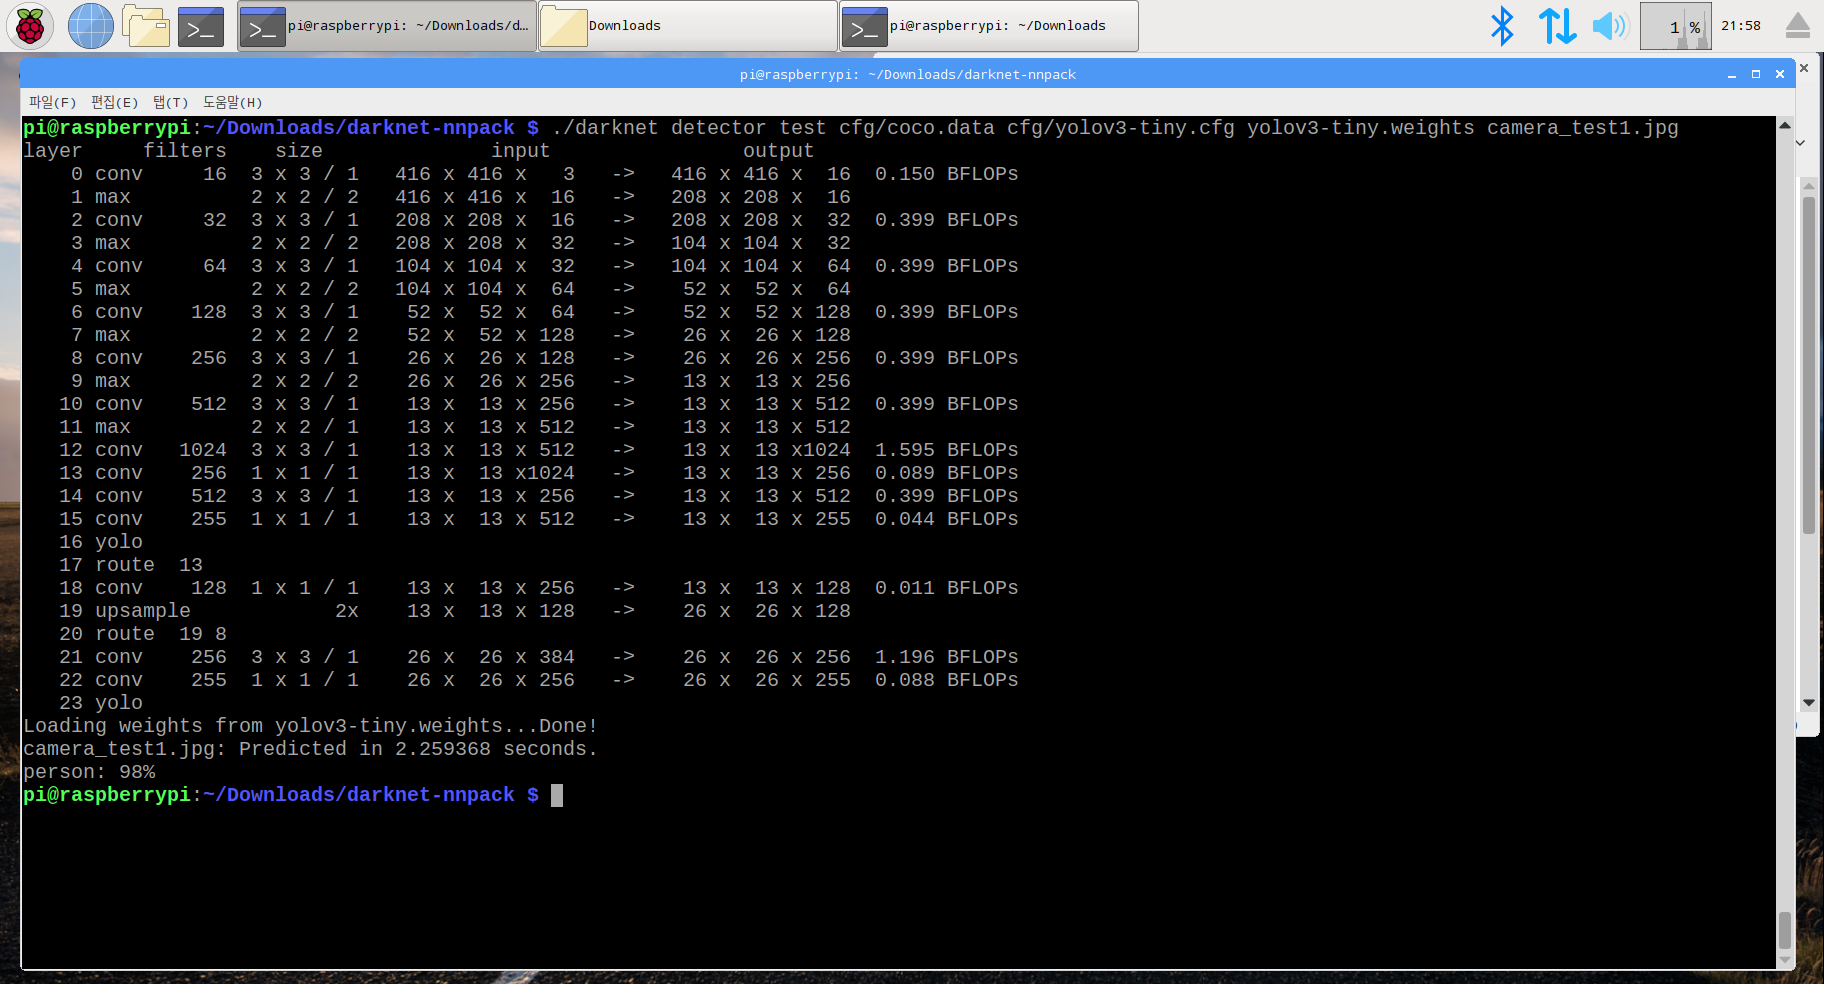 pi@raspberrypi: ~/Downloads/d... Downloads pi@raspberrypi: ~/Downloads 1 % 21:58
pi@raspberrypi: ~/Downloads/darknet-nnpack
파일(F) 편집(E) 탭(T) 도움말(H)
pi@raspberrypi:~/Downloads/darknet-nnpack $ ./darknet detector test cfg/coco.data cfg/yolov3-tiny.cfg yolov3-tiny.weights camera_test1.jpg
layer     filters    size              input                output
    0 conv     16  3 x 3 / 1   416 x 416 x   3   ->   416 x 416 x  16  0.150 BFLOPs
    1 max          2 x 2 / 2   416 x 416 x  16   ->   208 x 208 x  16
    2 conv     32  3 x 3 / 1   208 x 208 x  16   ->   208 x 208 x  32  0.399 BFLOPs
    3 max          2 x 2 / 2   208 x 208 x  32   ->   104 x 104 x  32
    4 conv     64  3 x 3 / 1   104 x 104 x  32   ->   104 x 104 x  64  0.399 BFLOPs
    5 max          2 x 2 / 2   104 x 104 x  64   ->    52 x  52 x  64
    6 conv    128  3 x 3 / 1    52 x  52 x  64   ->    52 x  52 x 128  0.399 BFLOPs
    7 max          2 x 2 / 2    52 x  52 x 128   ->    26 x  26 x 128
    8 conv    256  3 x 3 / 1    26 x  26 x 128   ->    26 x  26 x 256  0.399 BFLOPs
    9 max          2 x 2 / 2    26 x  26 x 256   ->    13 x  13 x 256
   10 conv    512  3 x 3 / 1    13 x  13 x 256   ->    13 x  13 x 512  0.399 BFLOPs
   11 max          2 x 2 / 1    13 x  13 x 512   ->    13 x  13 x 512
   12 conv   1024  3 x 3 / 1    13 x  13 x 512   ->    13 x  13 x1024  1.595 BFLOPs
   13 conv    256  1 x 1 / 1    13 x  13 x1024   ->    13 x  13 x 256  0.089 BFLOPs
   14 conv    512  3 x 3 / 1    13 x  13 x 256   ->    13 x  13 x 512  0.399 BFLOPs
   15 conv    255  1 x 1 / 1    13 x  13 x 512   ->    13 x  13 x 255  0.044 BFLOPs
   16 yolo
   17 route  13
   18 conv    128  1 x 1 / 1    13 x  13 x 256   ->    13 x  13 x 128  0.011 BFLOPs
   19 upsample            2x    13 x  13 x 128   ->    26 x  26 x 128
   20 route  19 8
   21 conv    256  3 x 3 / 1    26 x  26 x 384   ->    26 x  26 x 256  1.196 BFLOPs
   22 conv    255  1 x 1 / 1    26 x  26 x 256   ->    26 x  26 x 255  0.088 BFLOPs
   23 yolo
Loading weights from yolov3-tiny.weights...Done!
camera_test1.jpg: Predicted in 2.259368 seconds.
person: 98%
pi@raspberrypi:~/Downloads/darknet-nnpack $